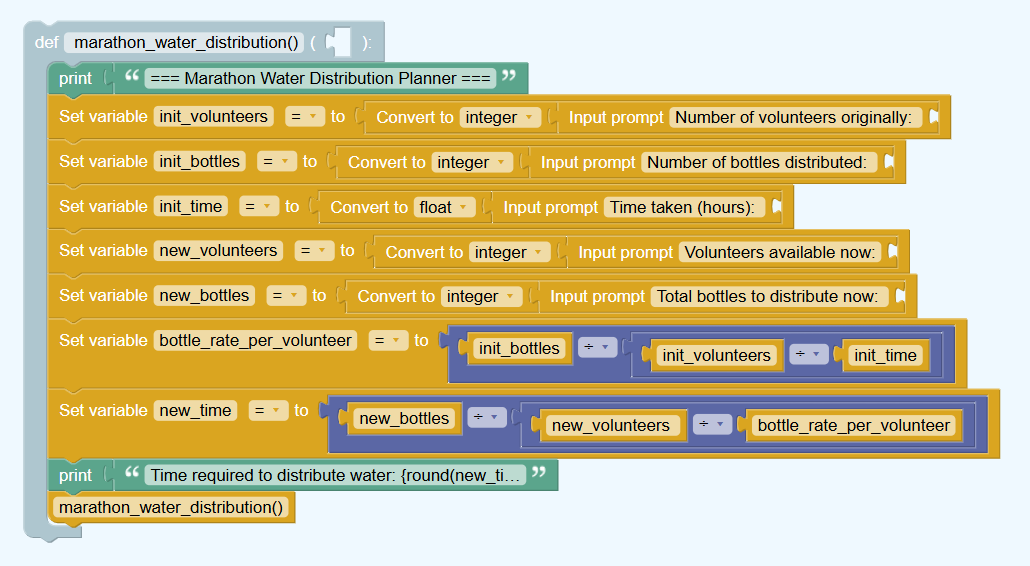 def marathon_water_distribution() ( ):
print “ === Marathon Water Distribution Planner === ”
Set variable init_volunteers = to Convert to integer Input prompt Number of volunteers originally:
Set variable init_bottles = to Convert to integer Input prompt Number of bottles distributed:
Set variable init_time = to Convert to float Input prompt Time taken (hours):
Set variable new_volunteers = to Convert to integer Input prompt Volunteers available now:
Set variable new_bottles = to Convert to integer Input prompt Total bottles to distribute now:
Set variable bottle_rate_per_volunteer = to init_bottles ÷ init_volunteers ÷ init_time
Set variable new_time = to new_bottles ÷ new_volunteers ÷ bottle_rate_per_volunteer
print “ Time required to distribute water: {round(new_ti… ”
marathon_water_distribution()